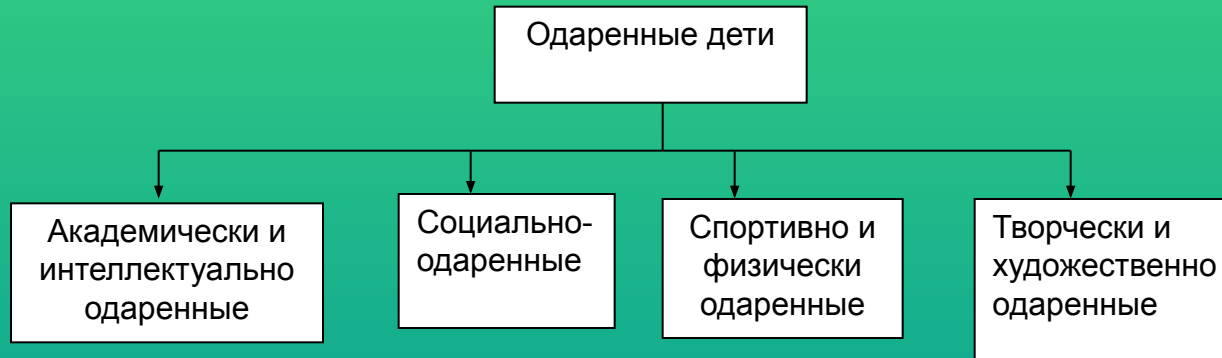 Одаренные дети
Академически и
интеллектуально
одаренные
Социально-
одаренные
Спортивно и
физически
одаренные
Творчески и
художественно
одаренные